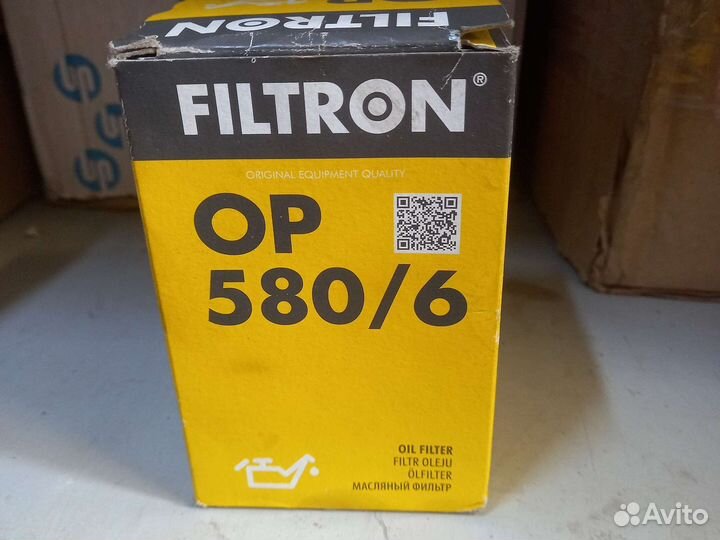 FILTRON
FILTRON®
ORIGINAL EQUIPMENT QUALITY
OP
580/6
OIL FILTER
FILTR OLEJU
ÖLFILTER
МАСЛЯНЫЙ ФИЛЬТР
Avito